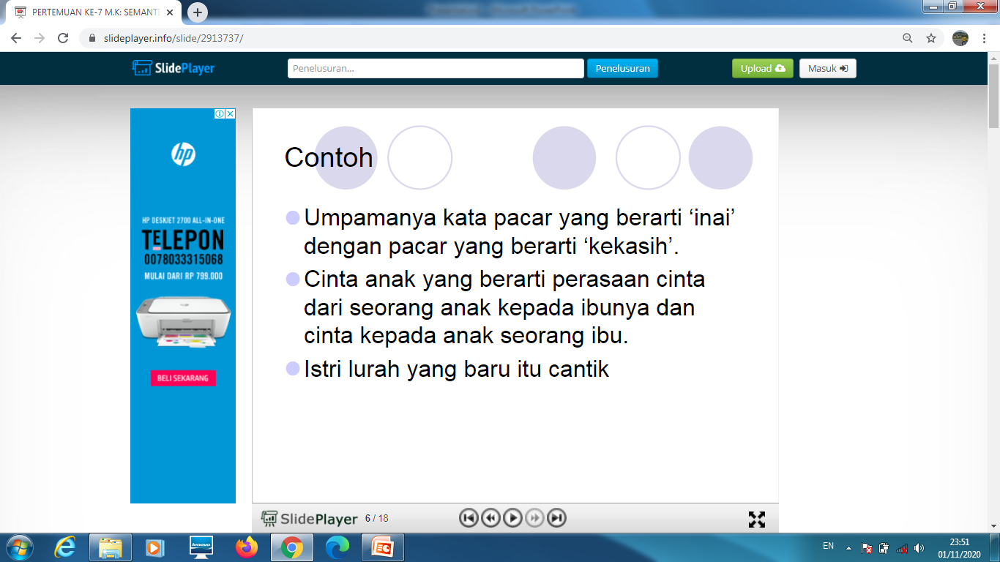 PERTEMUAN KE-7 M.K: SEMANTI
slideplayer.info/slide/2913737/
SlidePlayer
Penelusuran...
Penelusuran
Upload
Masuk
hp
HP DESKJET 2700 ALL-IN-ONE
TELEPON
0078033315068
MULAI DARI RP 799.000
BELI SEKARANG
Contoh
Umpamanya kata pacar yang berarti ‘inai’
dengan pacar yang berarti ‘kekasih’.
Cinta anak yang berarti perasaan cinta
dari seorang anak kepada ibunya dan
cinta kepada anak seorang ibu.
Istri lurah yang baru itu cantik
SlidePlayer
6 / 18
lenovo
EN
23:51
01/11/2020